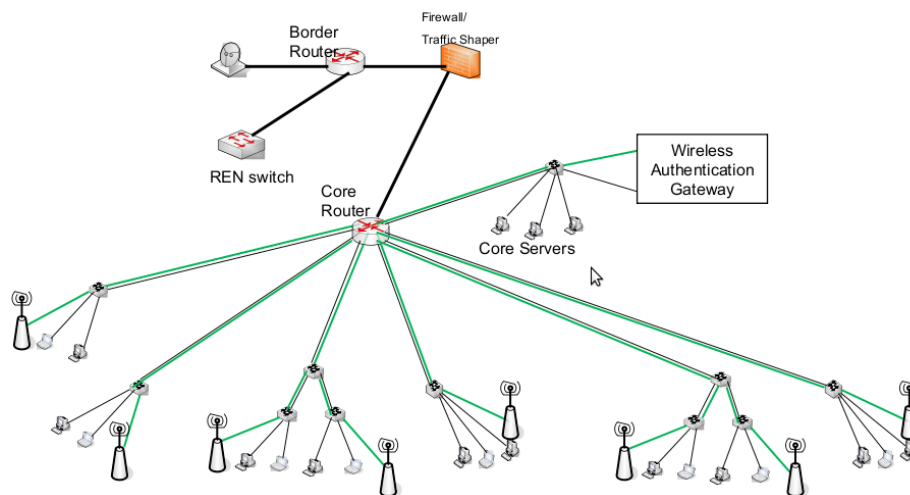 Firewall/
Traffic Shaper
Border
Router
REN switch
Wireless
Authentication
Gateway
Core
Router
Core Servers